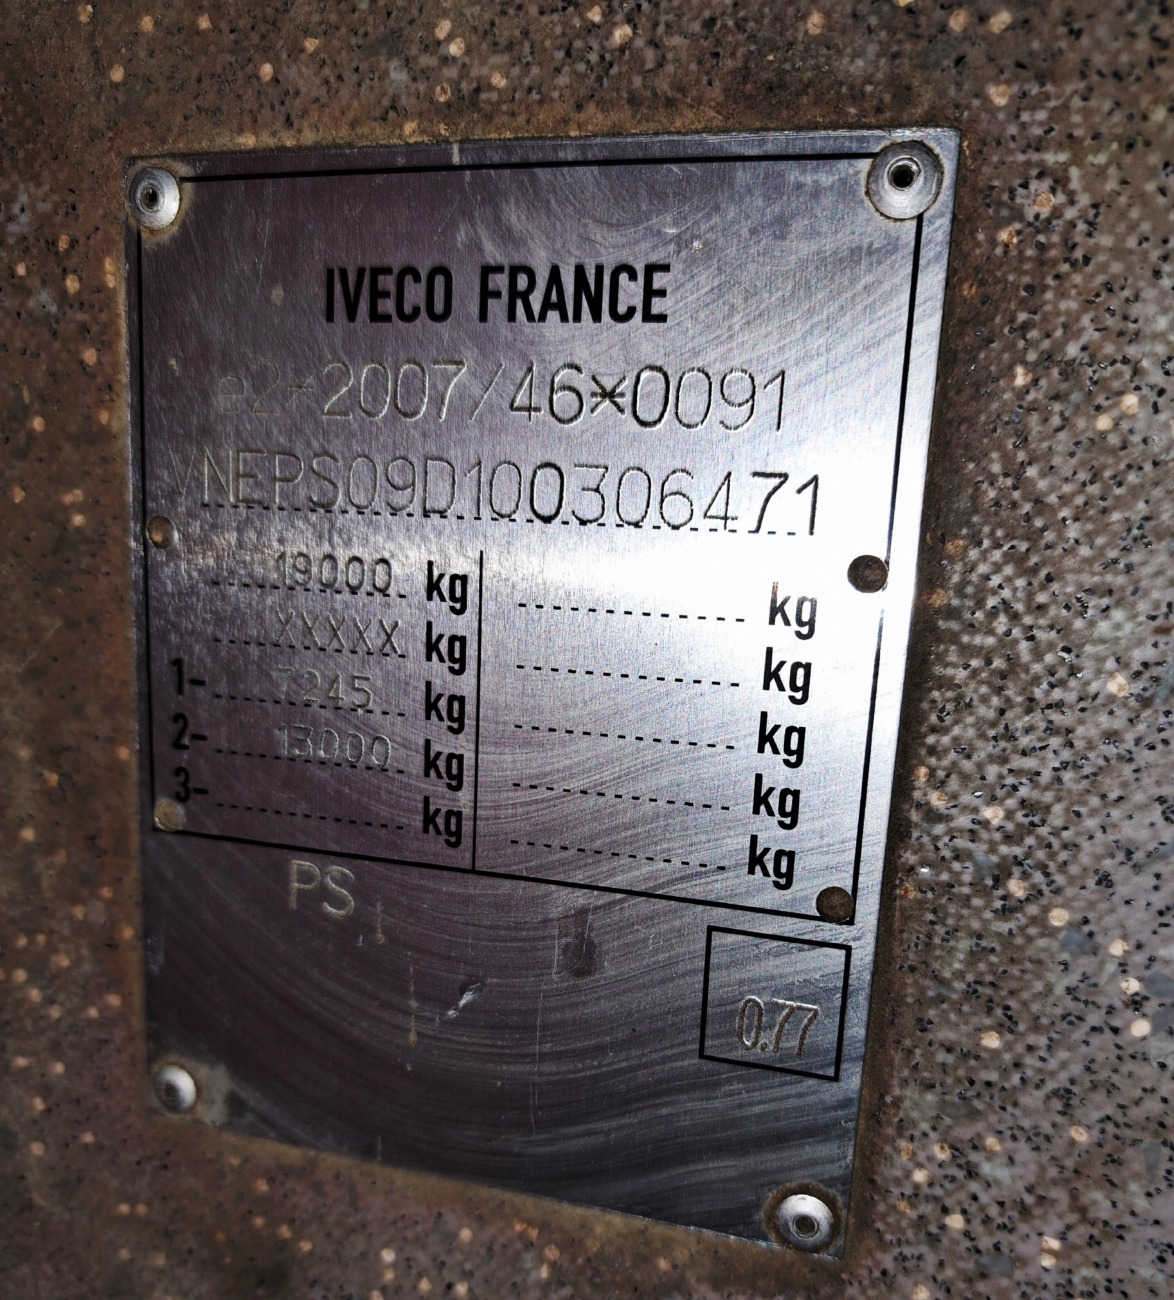 IVECO FRANCE
e2*2007/46*0091
VNEPS09D100306471
19000 kg
kg
XXXXX kg
kg
1- 7245 kg
kg
2- 13000 kg
kg
3- kg
kg
PS
0.77